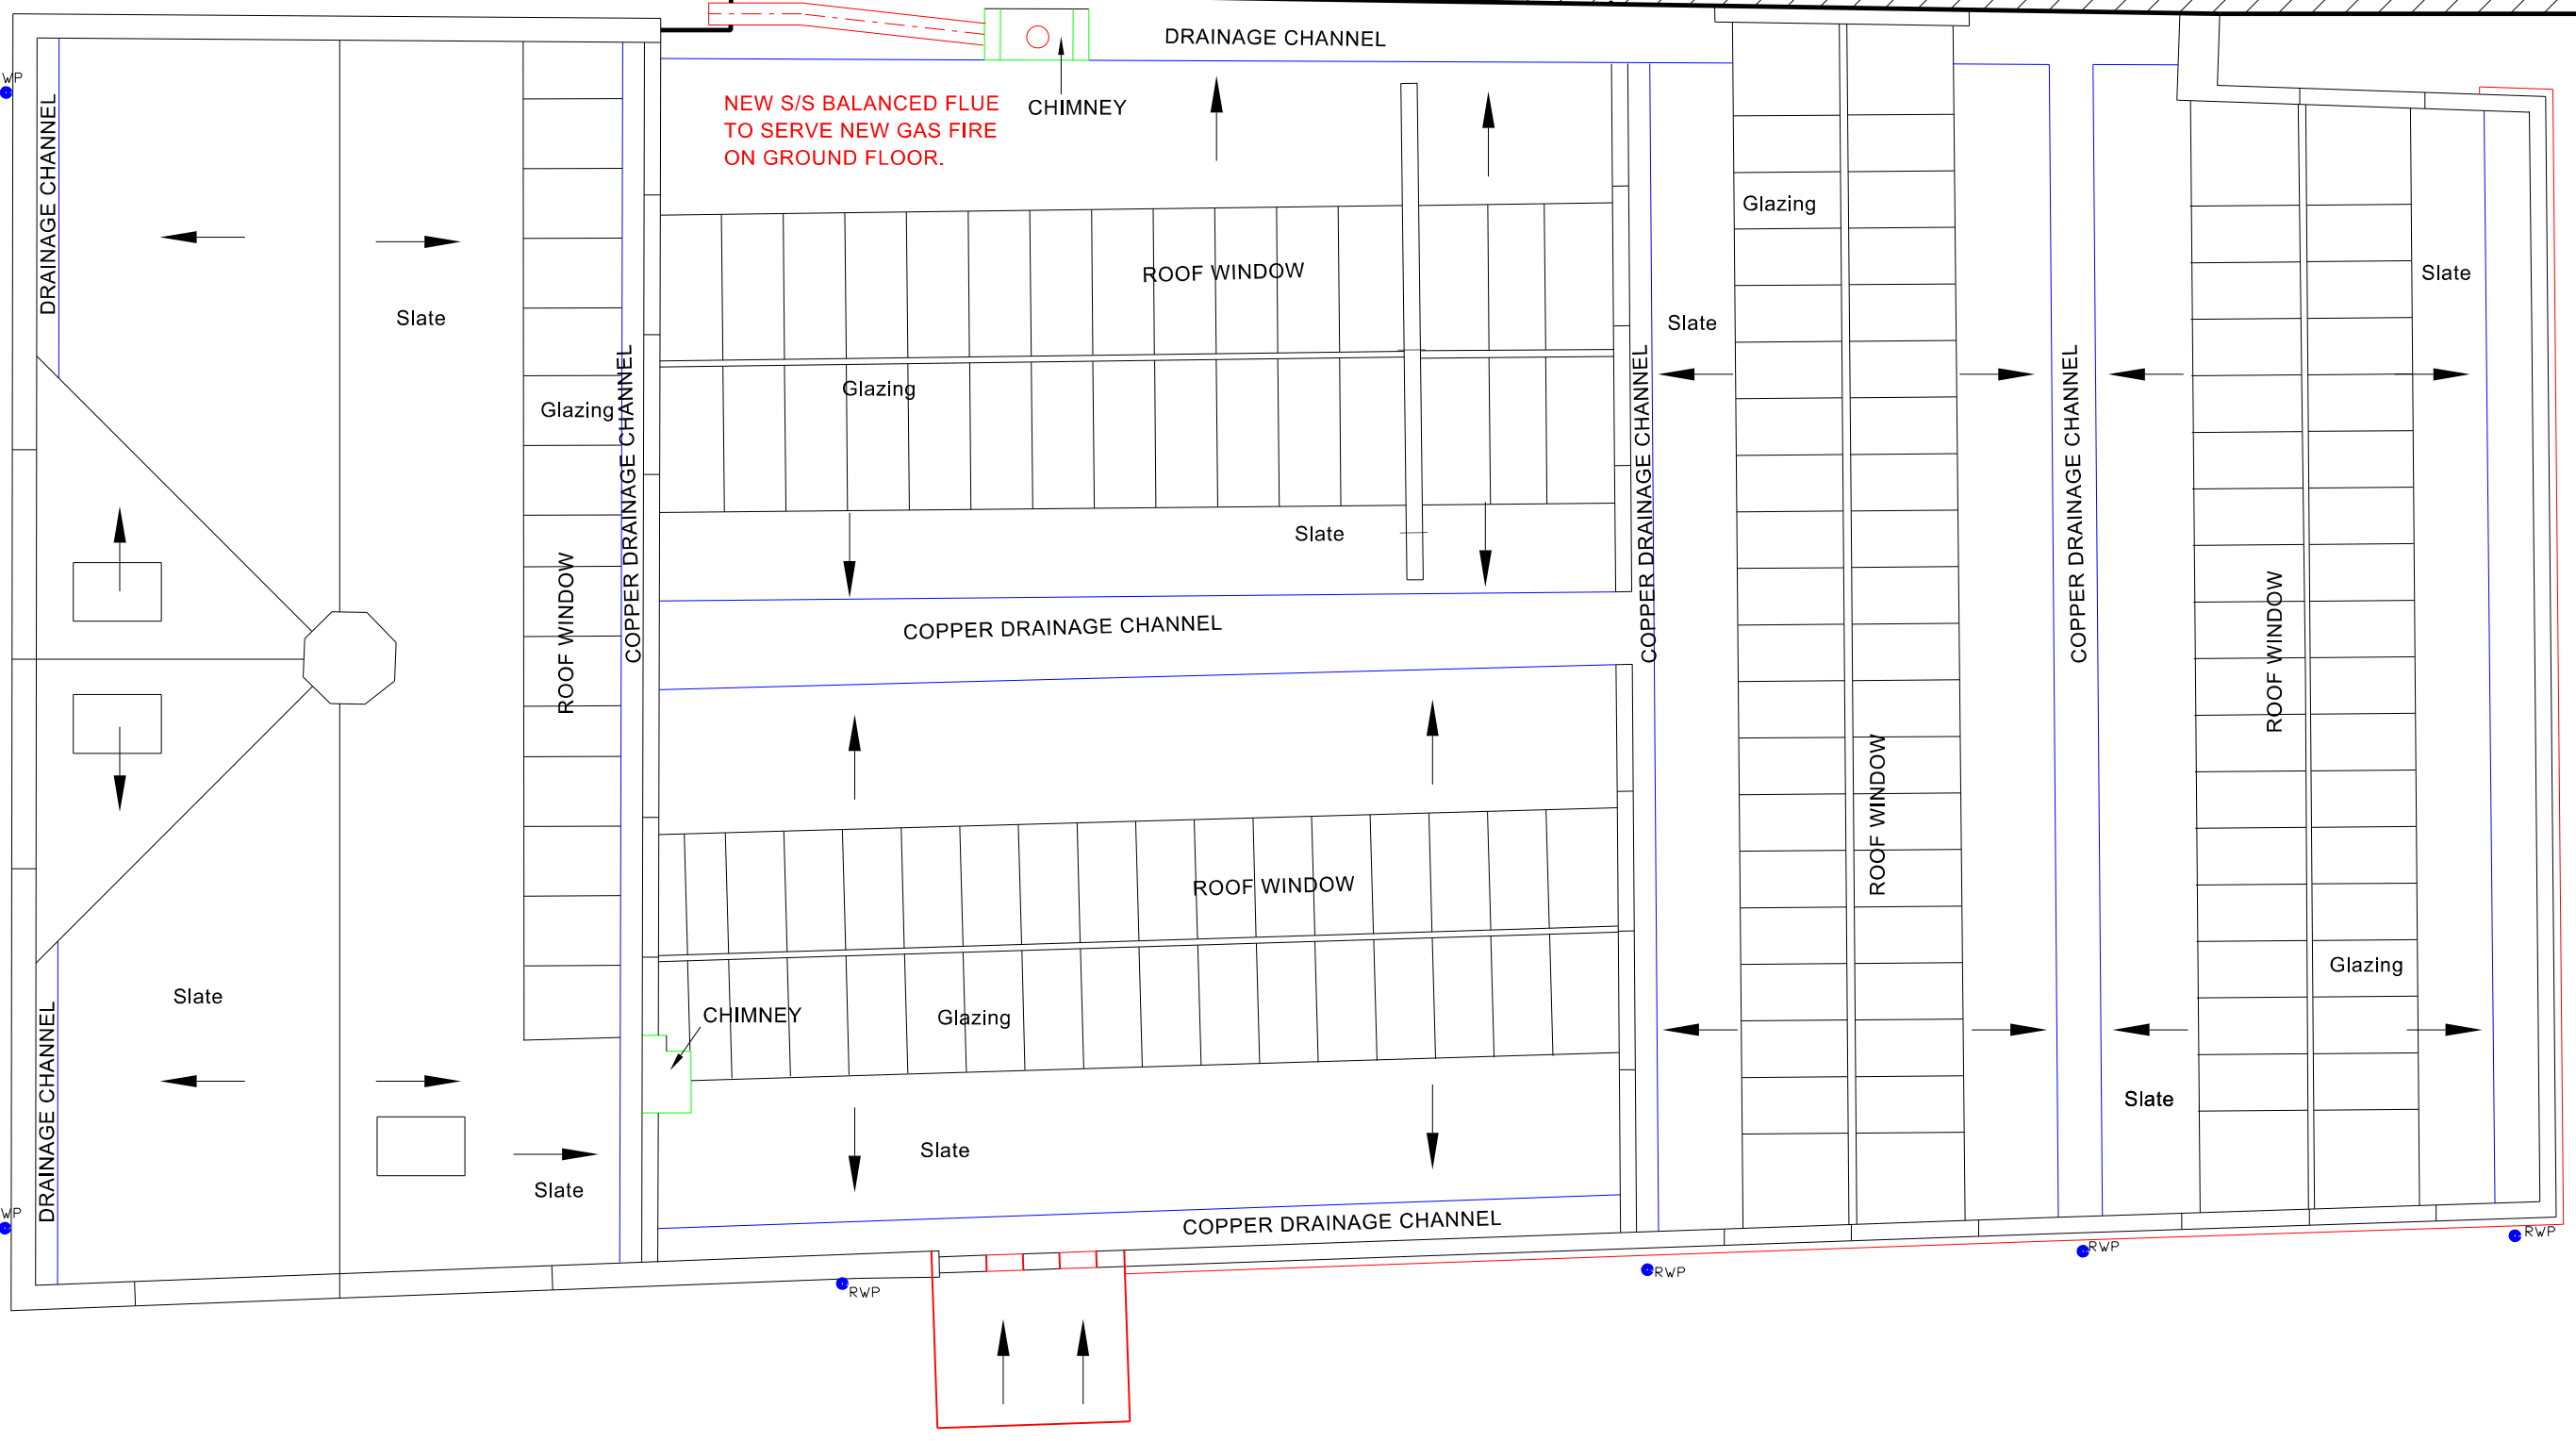 DRAINAGE CHANNEL
WP
DRAINAGE CHANNEL
NEW S/S BALANCED FLUE
TO SERVE NEW GAS FIRE
ON GROUND FLOOR.
CHIMNEY
Glazing
ROOF WINDOW
Slate
Slate
Slate
Glazing
Glazing
COPPER DRAINAGE CHANNEL
COPPER DRAINAGE CHANNEL
COPPER DRAINAGE CHANNEL
Slate
ROOF WINDOW
COPPER DRAINAGE CHANNEL
ROOF WINDOW
ROOF WINDOW
ROOF WINDOW
Glazing
Slate
CHIMNEY
Glazing
DRAINAGE CHANNEL
Slate
Slate
Slate
COPPER DRAINAGE CHANNEL
WP
RWP
RWP
RWP
RWP